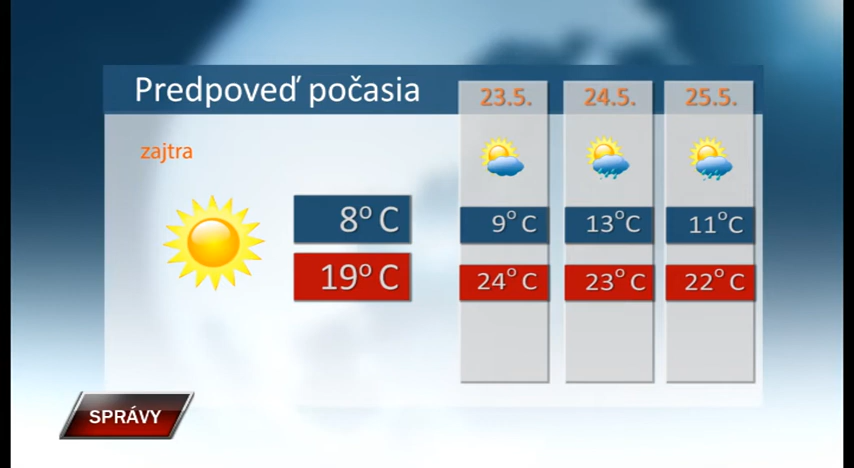 Predpoveď počasia
zajtra
8° C
19° C
23.5.
9° C
24° C
24.5.
13°C
23° C
25.5.
11°C
22° C
SPRÁVY